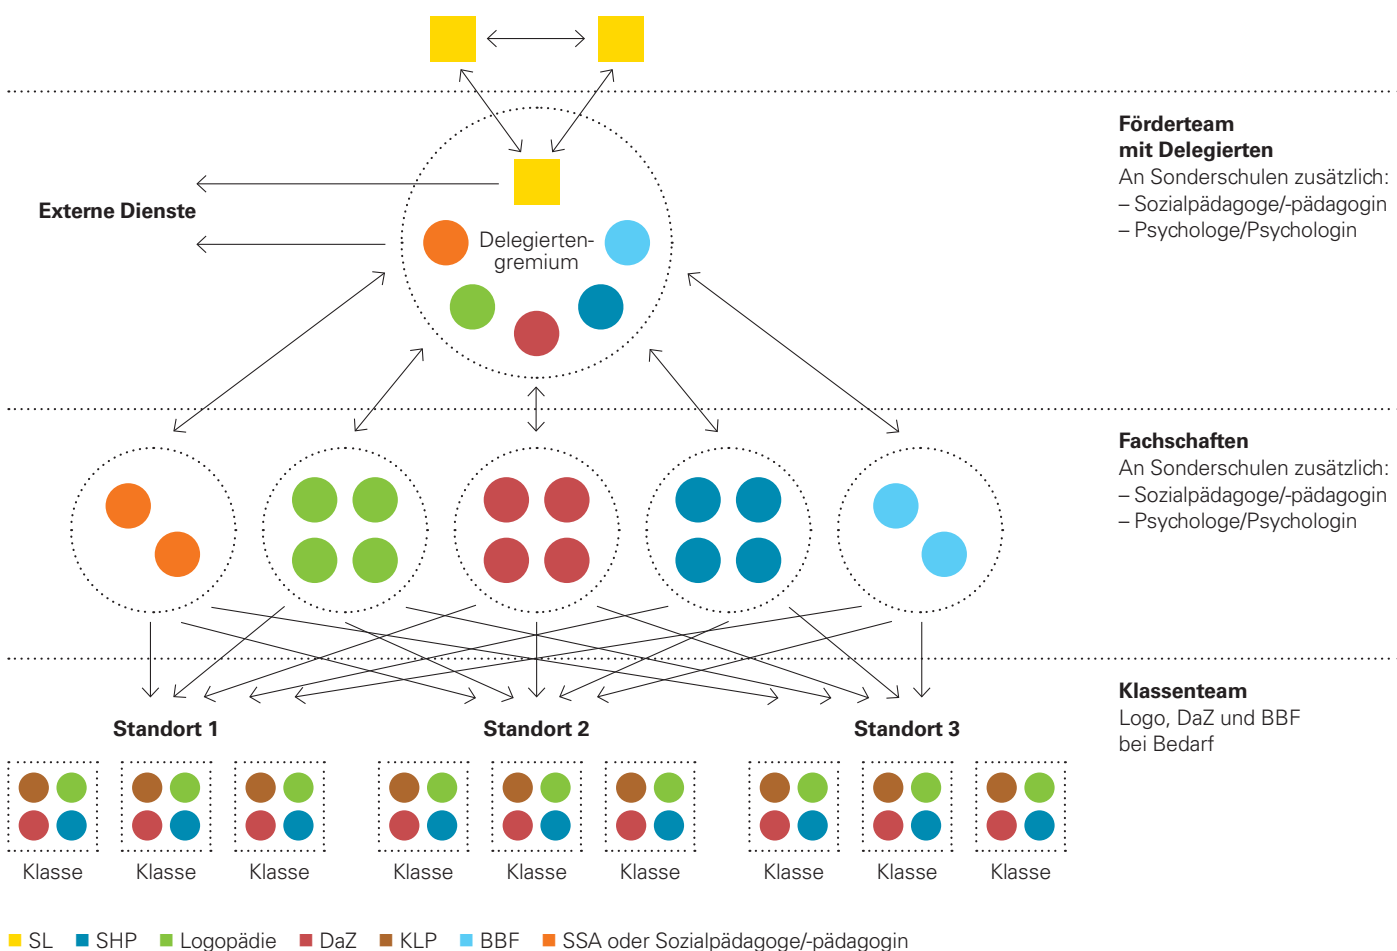 Förderteam
mit Delegierten
An Sonderschulen zusätzlich:
– Sozialpädagoge/-pädagogin
– Psychologe/Psychologin
Externe Dienste
Delegierten-
gremium
Fachschaften
An Sonderschulen zusätzlich:
– Sozialpädagoge/-pädagogin
– Psychologe/Psychologin
Klassenteam
Logo, DaZ und BBF
bei Bedarf
Standort 1
Standort 2
Standort 3
Klasse
Klasse
Klasse
Klasse
Klasse
Klasse
Klasse
Klasse
Klasse
SL SHP Logopädie DaZ KLP BBF SSA oder Sozialpädagoge/-pädagogin